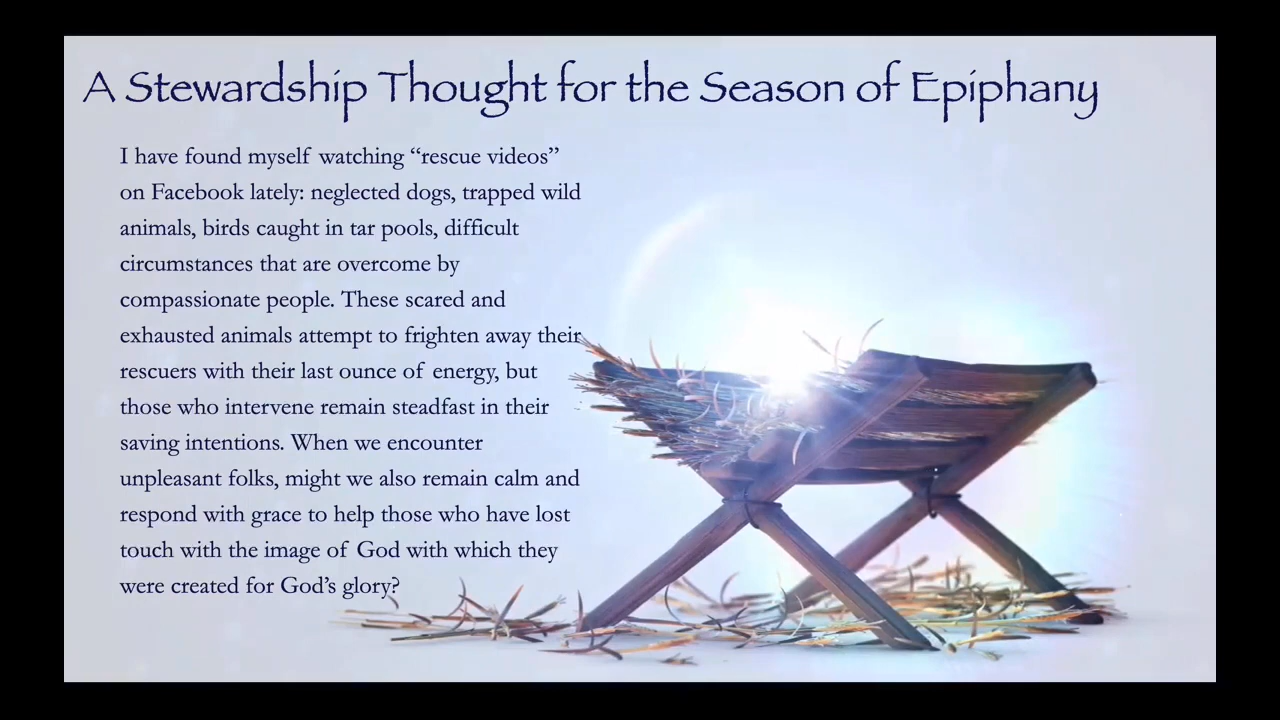 A Stewardship Thought for the Season of Epiphany
I have found myself watching “rescue videos”
on Facebook lately: neglected dogs, trapped wild
animals, birds caught in tar pools, difficult
circumstances that are overcome by
compassionate people. These scared and
exhausted animals attempt to frighten away their
rescuers with their last ounce of energy, but
those who intervene remain steadfast in their
saving intentions. When we encounter
unpleasant folks, might we also remain calm and
respond with grace to help those who have lost
touch with the image of God with which they
were created for God’s glory?